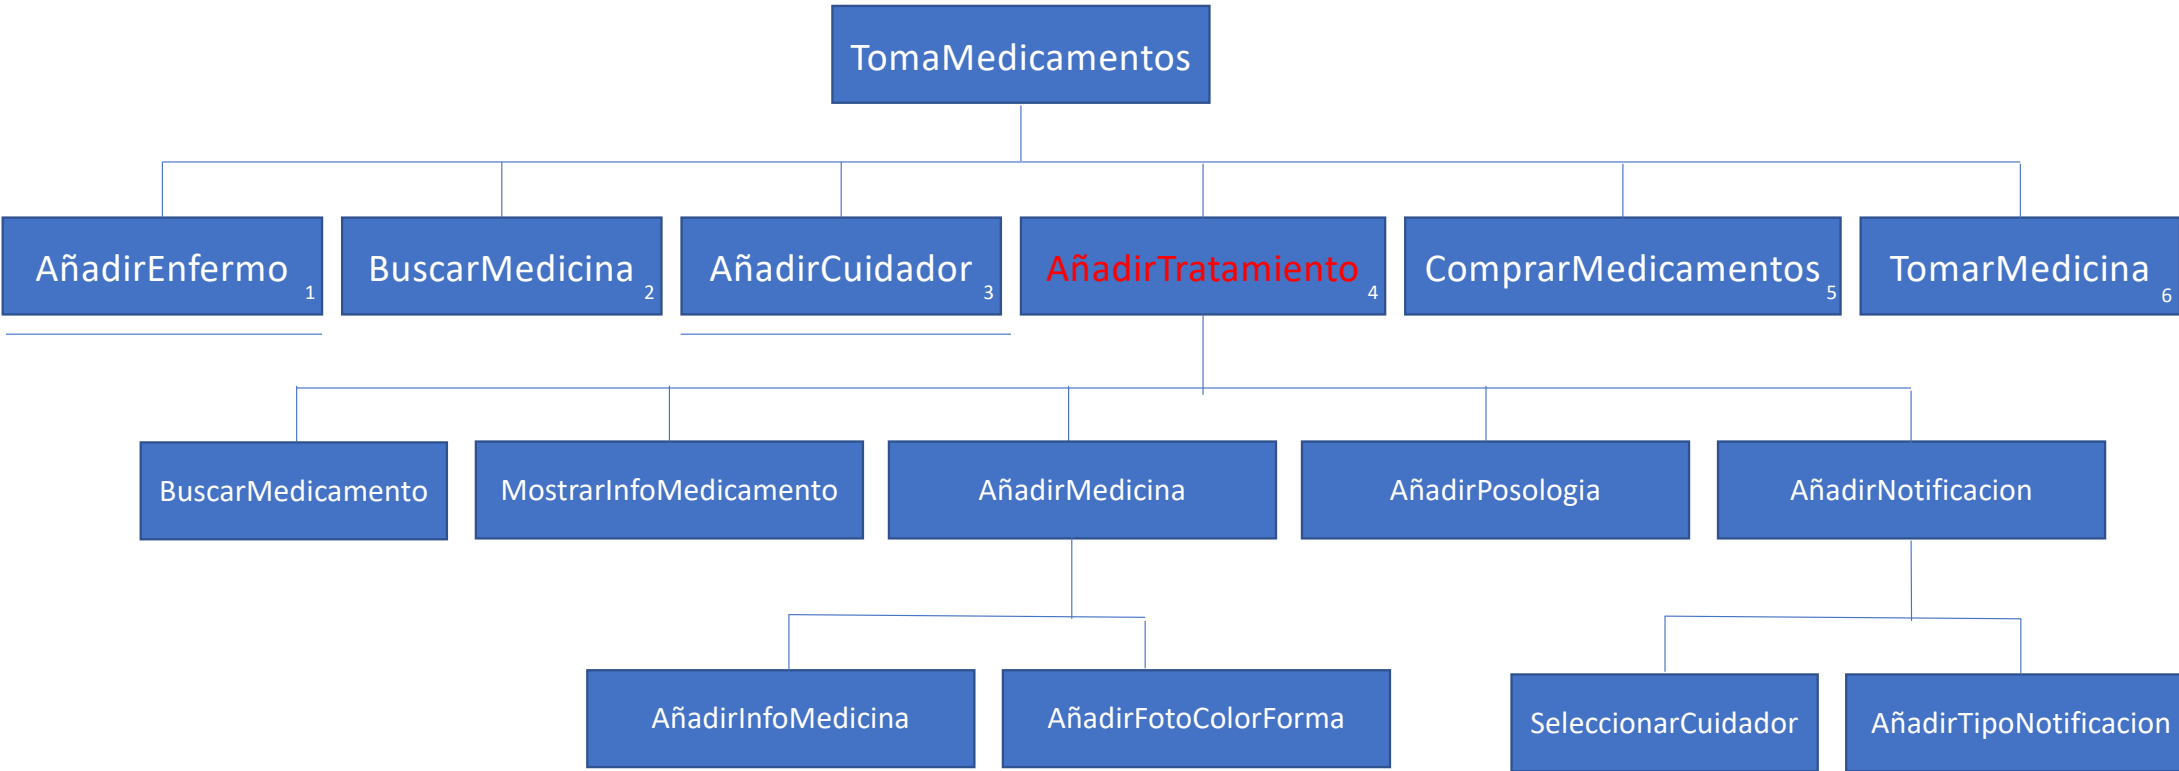 TomaMedicamentos
AñadirEnfermo 1
BuscarMedicina 2
AñadirCuidador 3
AñadirTratamiento 4
ComprarMedicamentos 5
TomarMedicina 6
BuscarMedicamento
MostrarInfoMedicamento
AñadirMedicina
AñadirPosologia
AñadirNotificacion
AñadirInfoMedicina
AñadirFotoColorForma
SeleccionarCuidador
AñadirTipoNotificacion